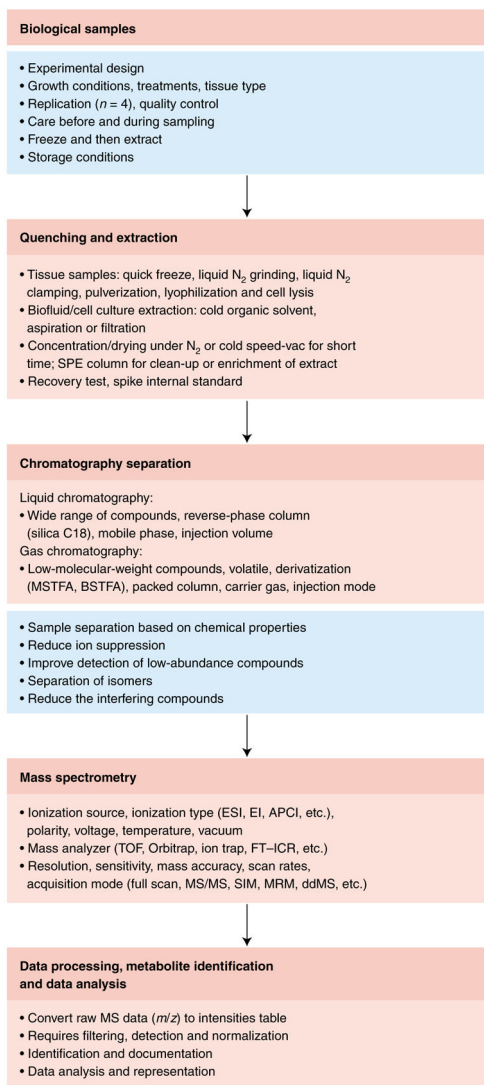 Biological samples
• Experimental design
• Growth conditions, treatments, tissue type
• Replication (n = 4), quality control
• Care before and during sampling
• Freeze and then extract
• Storage conditions
Quenching and extraction
• Tissue samples: quick freeze, liquid N₂ grinding, liquid N₂
clamping, pulverization, lyophilization and cell lysis
• Biofluid/cell culture extraction: cold organic solvent,
aspiration or filtration
• Concentration/drying under N₂ or cold speed-vac for short
time; SPE column for clean-up or enrichment of extract
• Recovery test, spike internal standard
Chromatography separation
Liquid chromatography:
• Wide range of compounds, reverse-phase column
(silica C18), mobile phase, injection volume
Gas chromatography:
• Low-molecular-weight compounds, volatile, derivatization
(MSTFA, BSTFA), packed column, carrier gas, injection mode
• Sample separation based on chemical properties
• Reduce ion suppression
• Improve detection of low-abundance compounds
• Separation of isomers
• Reduce the interfering compounds
Mass spectrometry
• Ionization source, ionization type (ESI, EI, APCI, etc.),
polarity, voltage, temperature, vacuum
• Mass analyzer (TOF, Orbitrap, ion trap, FT–ICR, etc.)
• Resolution, sensitivity, mass accuracy, scan rates,
acquisition mode (full scan, MS/MS, SIM, MRM, ddMS, etc.)
Data processing, metabolite identification
and data analysis
• Convert raw MS data (m/z) to intensities table
• Requires filtering, detection and normalization
• Identification and documentation
• Data analysis and representation